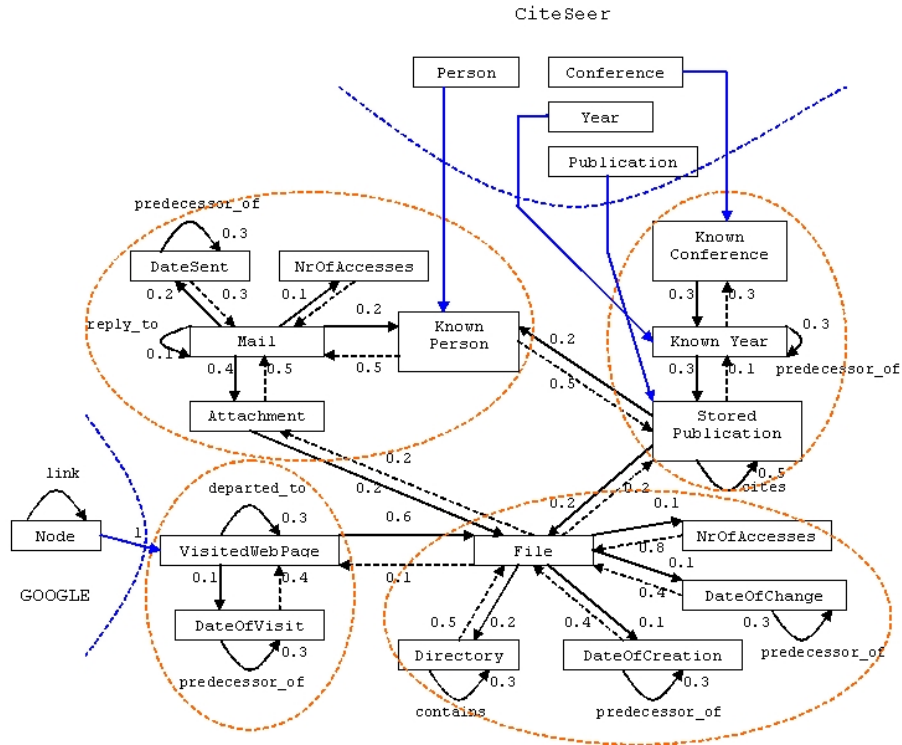 CiteSeer
Person
Conference
Year
Publication
predecessor_of
0.3
DateSent
NrOfAccesses
0.2
0.3
0.1
reply_to
0.1
Mail
0.2
0.5
Known
Person
0.4
0.5
Attachment
Known
Conference
0.3
0.3
Known Year
0.3
predecessor_of
0.3
0.1
Stored
Publication
0.5
cites
0.2
0.5
0.2
0.2
0.2
0.2
link
Node
1
GOOGLE
departed_to
0.3
VisitedWebPage
0.6
0.1
0.1
0.4
DateOfVisit
0.3
predecessor_of
File
0.1
NrOfAccesses
0.8
0.1
0.4
DateOfChange
0.3
predecessor_of
0.5
0.2
Directory
0.3
contains
0.4
0.1
DateOfCreation
0.3
predecessor_of